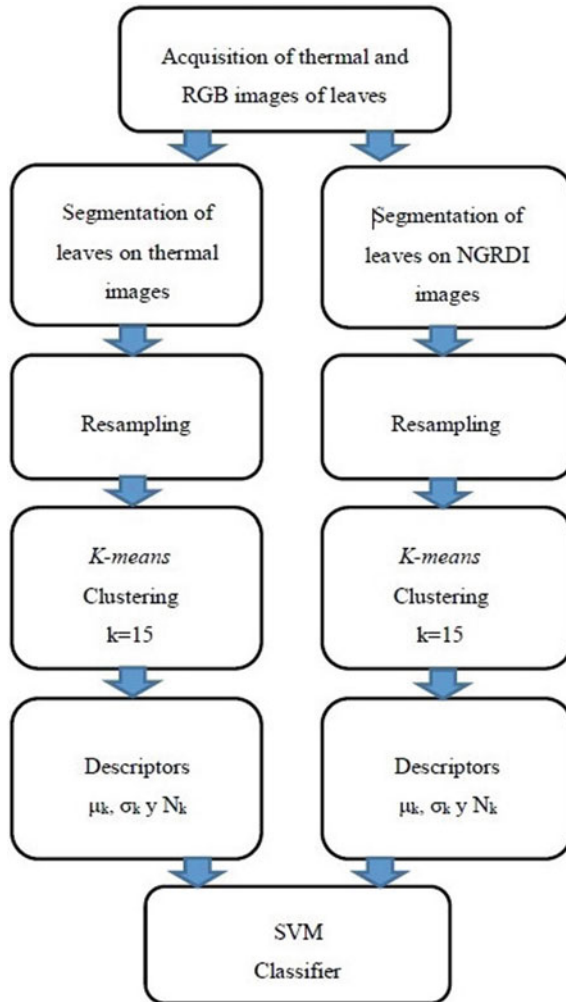 Acquisition of thermal and
RGB images of leaves
Segmentation of
leaves on thermal
images
Segmentation of
leaves on NGRDI
images
Resampling
Resampling
K-means
Clustering
k=15
K-means
Clustering
k=15
Descriptors
μk, σk y Nk
Descriptors
μk, σk y Nk
SVM
Classifier